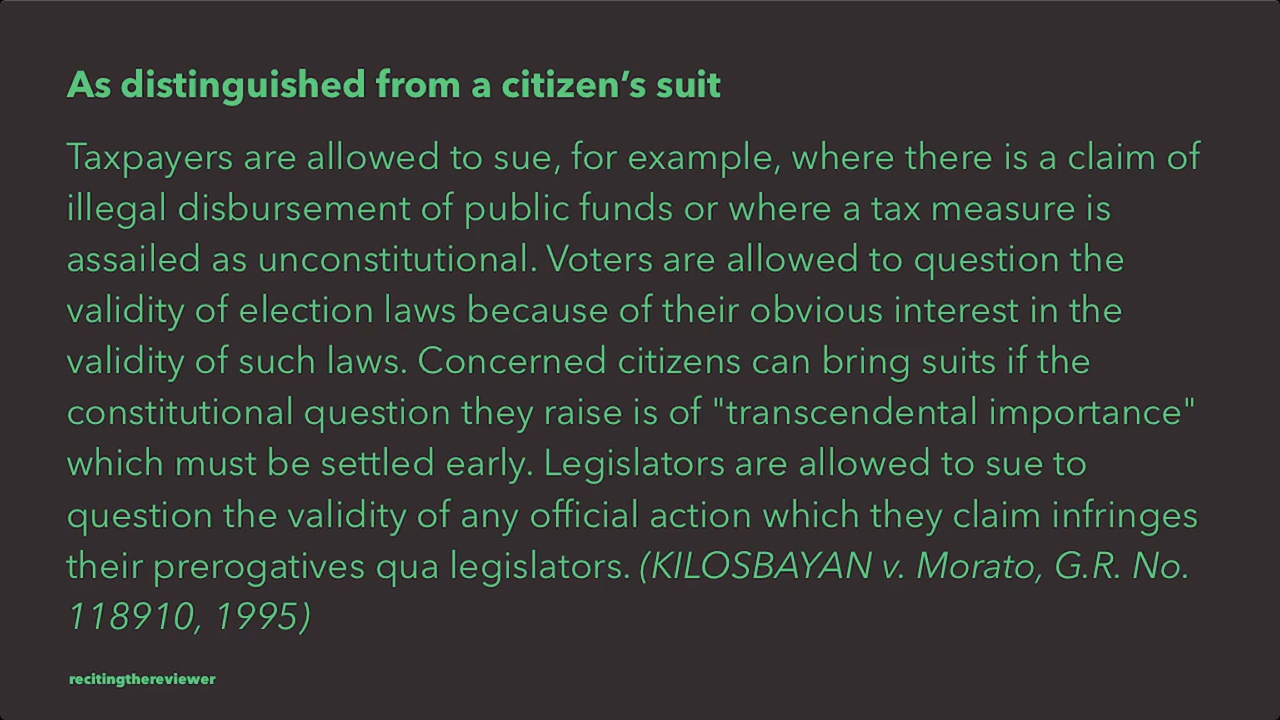 As distinguished from a citizen’s suit
Taxpayers are allowed to sue, for example, where there is a claim of
illegal disbursement of public funds or where a tax measure is
assailed as unconstitutional. Voters are allowed to question the
validity of election laws because of their obvious interest in the
validity of such laws. Concerned citizens can bring suits if the
constitutional question they raise is of "transcendental importance"
which must be settled early. Legislators are allowed to sue to
question the validity of any official action which they claim infringes
their prerogatives qua legislators. (KILOSBAYAN v. Morato, G.R. No.
118910, 1995)
recitingthereviewer